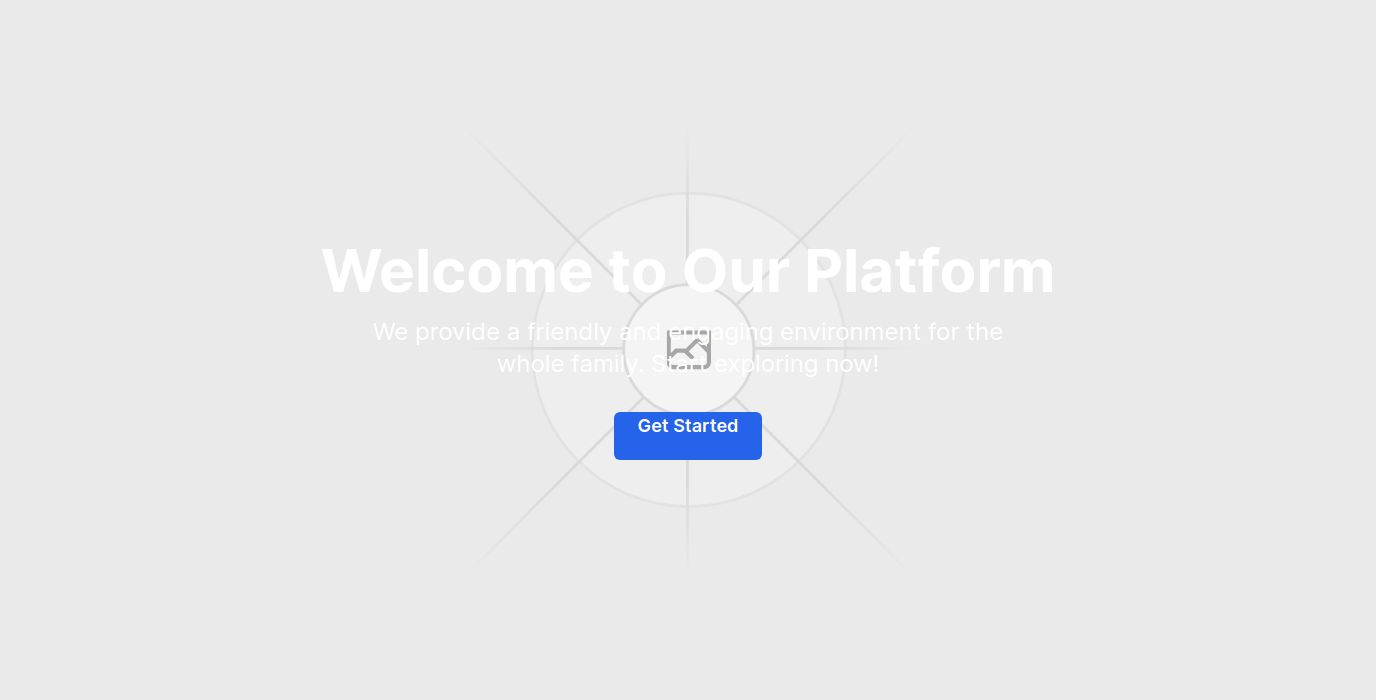 Welcome to Our Platform
We provide a friendly and engaging environment for the
whole family. Start exploring now!
Get Started